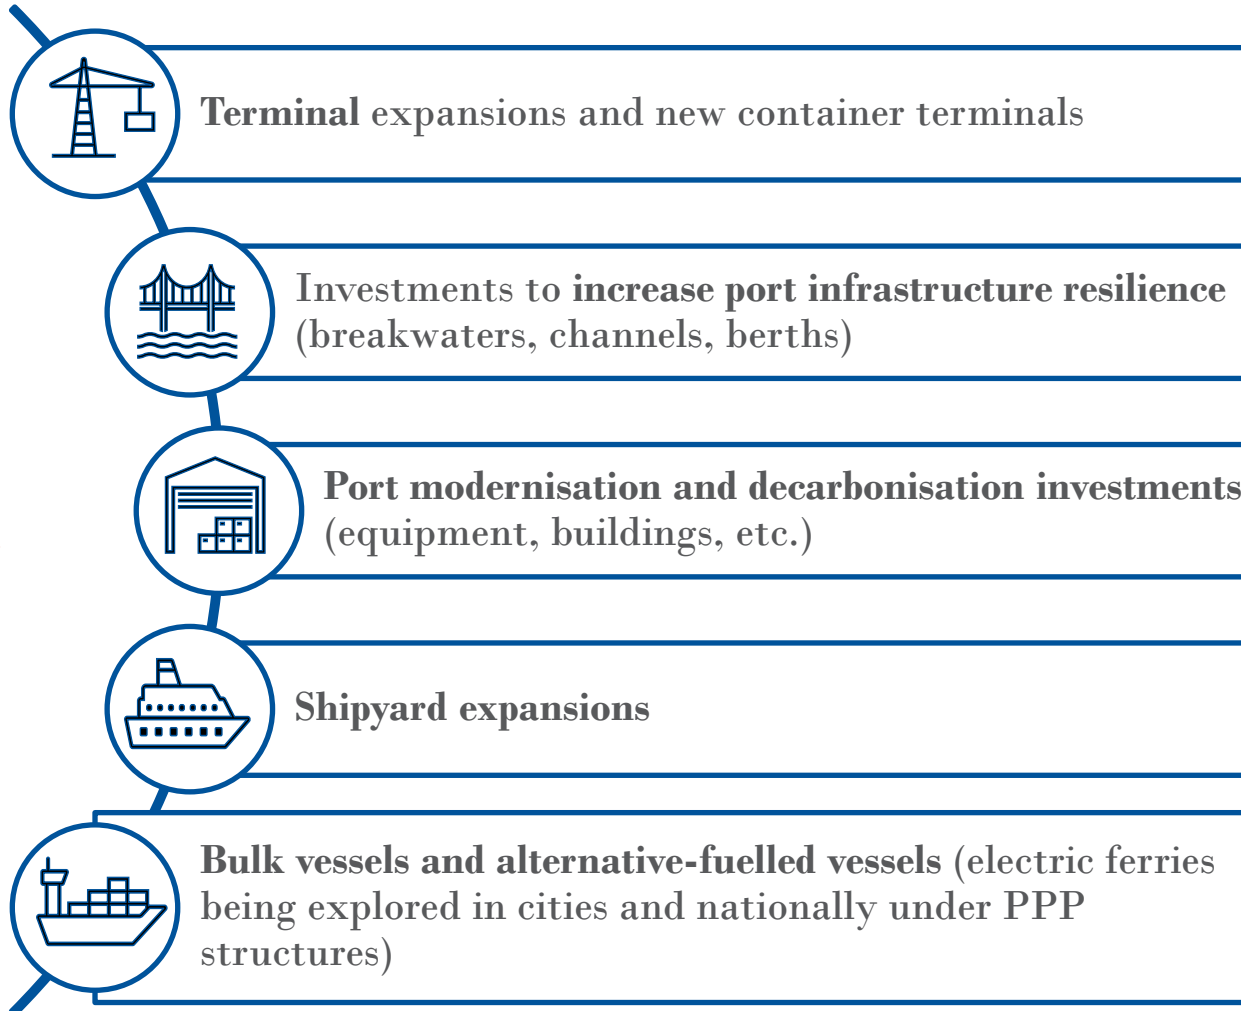 Terminal expansions and new container terminals
Investments to increase port infrastructure resilience
(breakwaters, channels, berths)
Port modernisation and decarbonisation investments
(equipment, buildings, etc.)
Shipyard expansions
Bulk vessels and alternative-fuelled vessels (electric ferries
being explored in cities and nationally under PPP
structures)